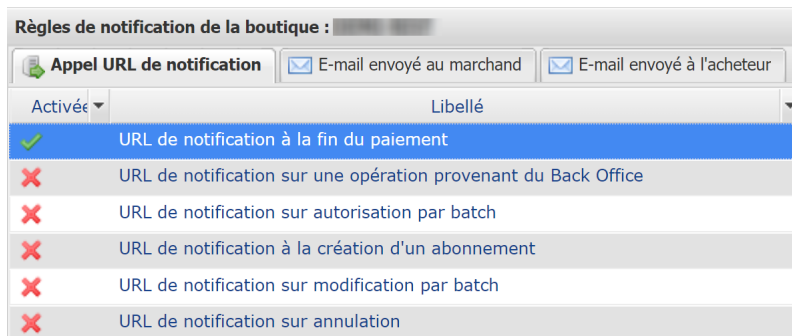 Règles de notification de la boutique :
Appel URL de notification
E-mail envoyé au marchand
E-mail envoyé à l'acheteur
Activée
Libellé
URL de notification à la fin du paiement
URL de notification sur une opération provenant du Back Office
URL de notification sur autorisation par batch
URL de notification à la création d'un abonnement
URL de notification sur modification par batch
URL de notification sur annulation